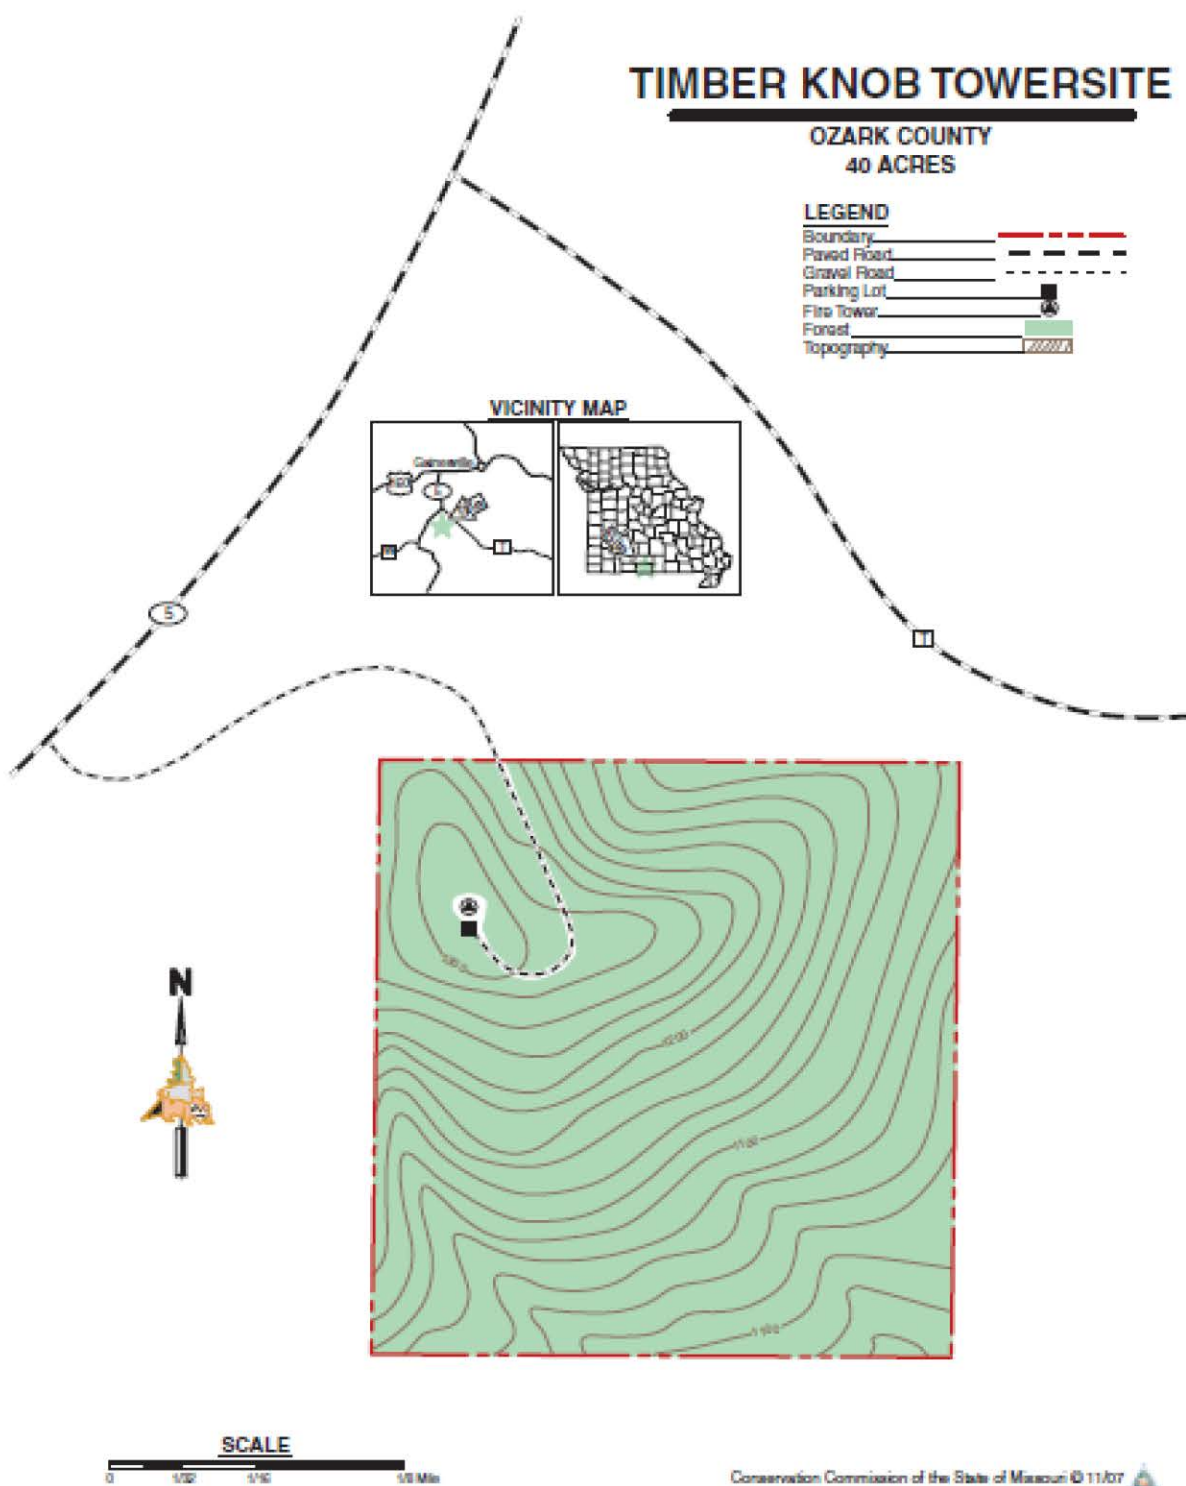 TIMBER KNOB TOWERSITE
OZARK COUNTY
40 ACRES
LEGEND
Boundary
Paved Road
Gravel Road
Parking Lot
Fire Tower
Forest
Topography
VICINITY MAP
5
T
T
5
N
1200
SCALE
0 1/32 1/16 1/8 Mile
Conservation Commission of the State of Missouri © 11/07